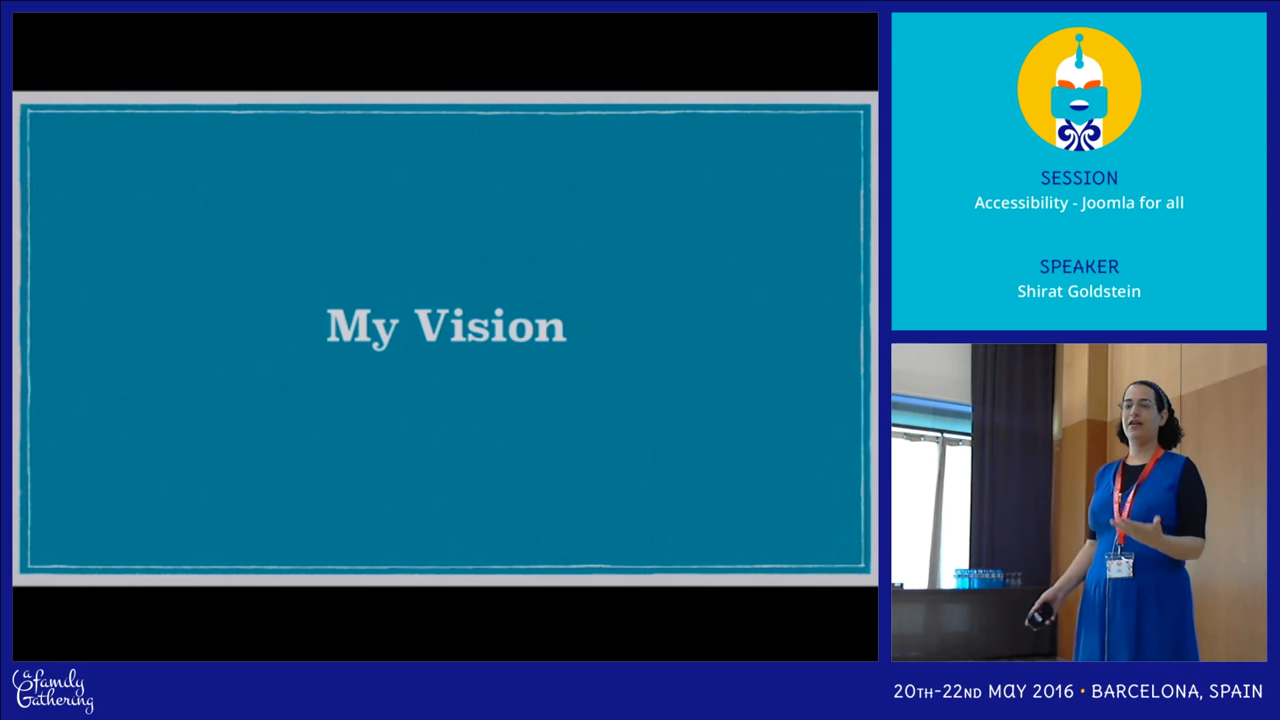 My Vision
SESSION
Accessibility - Joomla for all
SPEAKER
Shirat Goldstein
a family
Gathering
20TH-22ND MAY 2016 • BARCELONA, SPAIN